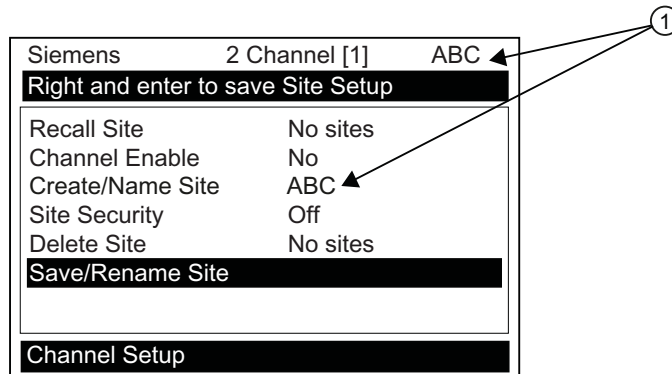 1
Siemens 2 Channel [1] ABC
Right and enter to save Site Setup
Recall Site No sites
Channel Enable No
Create/Name Site ABC
Site Security Off
Delete Site No sites
Save/Rename Site
Channel Setup